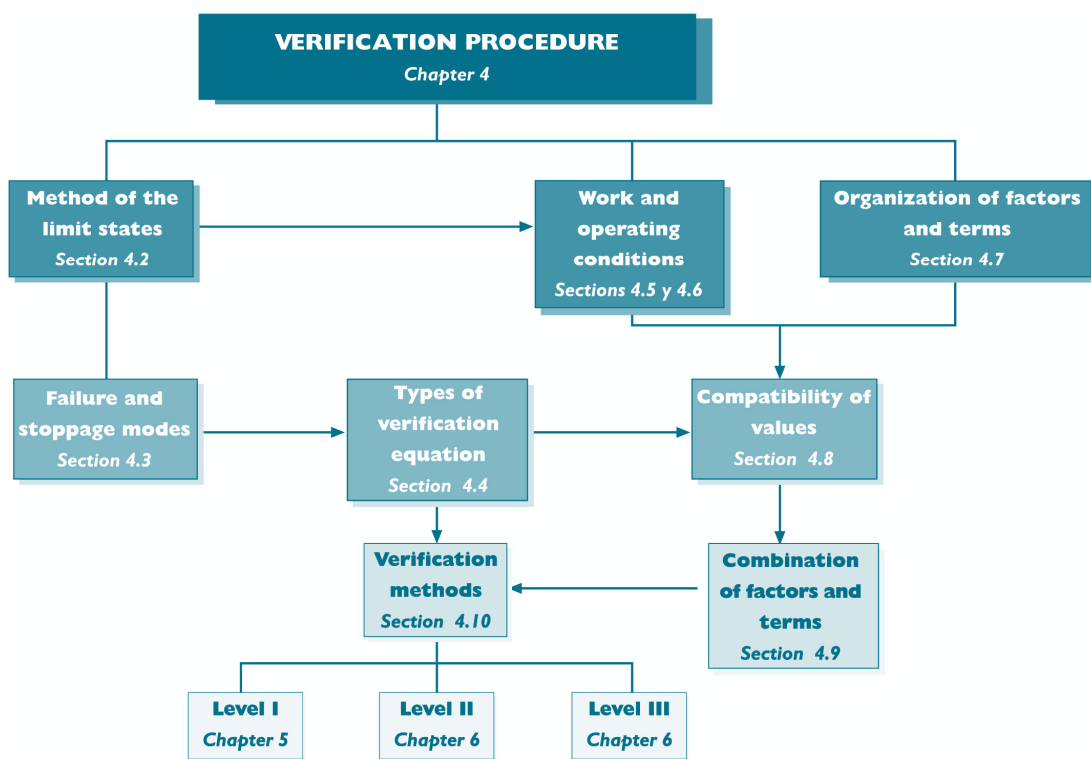 VERIFICATION PROCEDURE
Chapter 4
Method of the
limit states
Section 4.2
Work and
operating
conditions
Sections 4.5 y 4.6
Organization of factors
and terms
Section 4.7
Failure and
stoppage modes
Section 4.3
Types of
verification
equation
Section 4.4
Compatibility of
values
Section 4.8
Verification
methods
Section 4.10
Combination
of factors and
terms
Section 4.9
Level I
Chapter 5
Level II
Chapter 6
Level III
Chapter 6